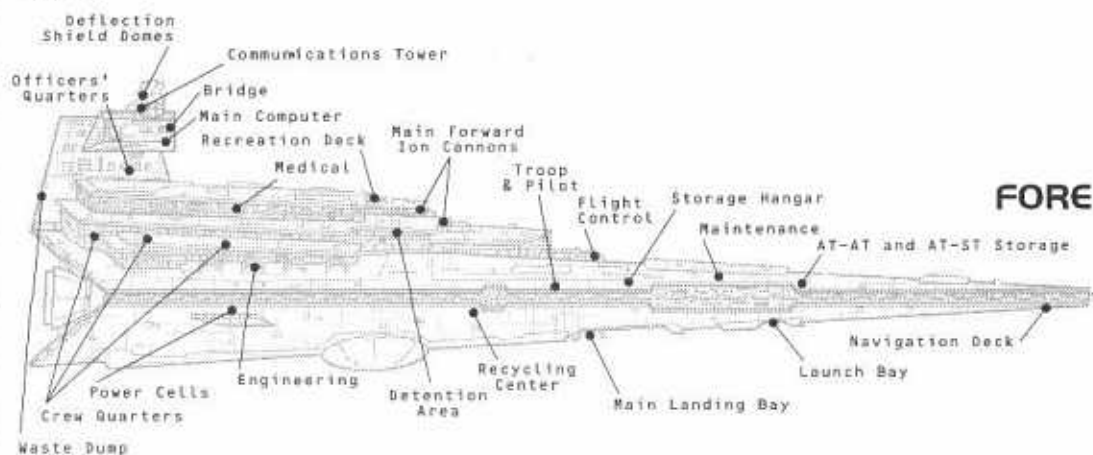 Deflection
Shield Domes
Communications Tower
Officers'
Quarters
Bridge
Main Computer
Recreation Deck
Main Forward
Ion Cannons
Medical
Troop
& Pilot
Flight
Control
Storage Hangar
FORE
Maintenance
AT-AT and AT-ST Storage
Navigation Deck
Launch Bay
Main Landing Bay
Recycling
Center
Detention
Area
Engineering
Power Cells
Crew Quarters
Waste Dump